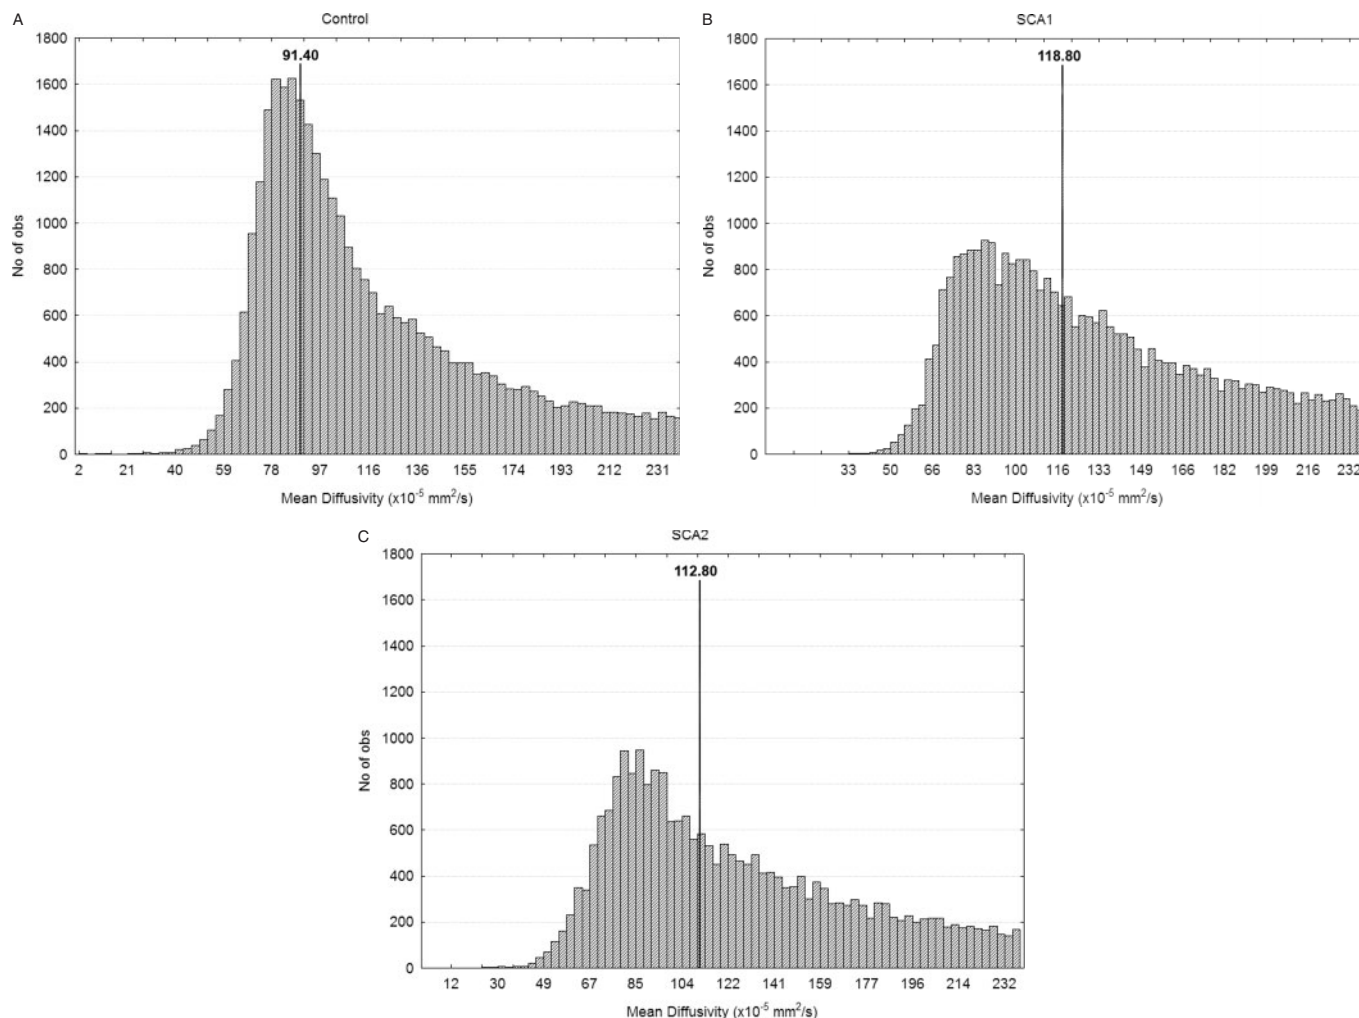 A
Control
1800
1600
1400
1200
1000
800
600
400
200
0
91.40
No of obs
2 21 40 59 78 97 116 136 155 174 193 212 231
Mean Diffusivity (x10⁻⁵ mm²/s)
B
SCA1
1800
1600
1400
1200
1000
800
600
400
200
0
118.80
No of obs
33 50 66 83 100 116 133 149 166 182 199 216 232
Mean Diffusivity (x10⁻⁵ mm²/s)
C
SCA2
1800
1600
1400
1200
1000
800
600
400
200
0
112.80
No of obs
12 30 49 67 85 104 122 141 159 177 196 214 232
Mean Diffusivity (x10⁻⁵ mm²/s)